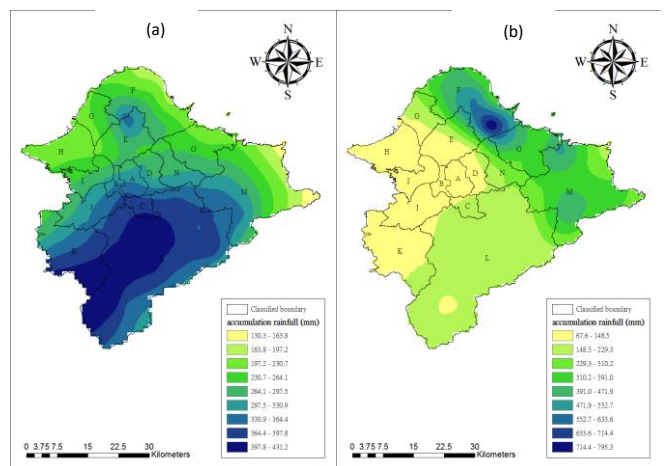 (a)
N
W E
S
F
G
E
H
O
I
B
A
D
N
J
C
M
K
L
Classified boundary
accumulation rainfall (mm)
130.3 - 163.8
163.8 - 197.2
197.2 - 230.7
230.7 - 264.1
264.1 - 297.5
297.5 - 330.9
330.9 - 364.4
364.4 - 397.8
397.8 - 431.2
0 3.75 7.5 15 22.5 30
Kilometers
(b)
N
W E
S
F
G
E
H
O
I
B
A
D
N
J
C
M
K
L
Classified boundary
accumulation rainfall (mm)
67.6 - 148.5
148.5 - 229.3
229.3 - 310.2
310.2 - 391.0
391.0 - 471.9
471.9 - 552.7
552.7 - 633.6
633.6 - 714.4
714.4 - 795.3
0 3.75 7.5 15 22.5 30
Kilometers